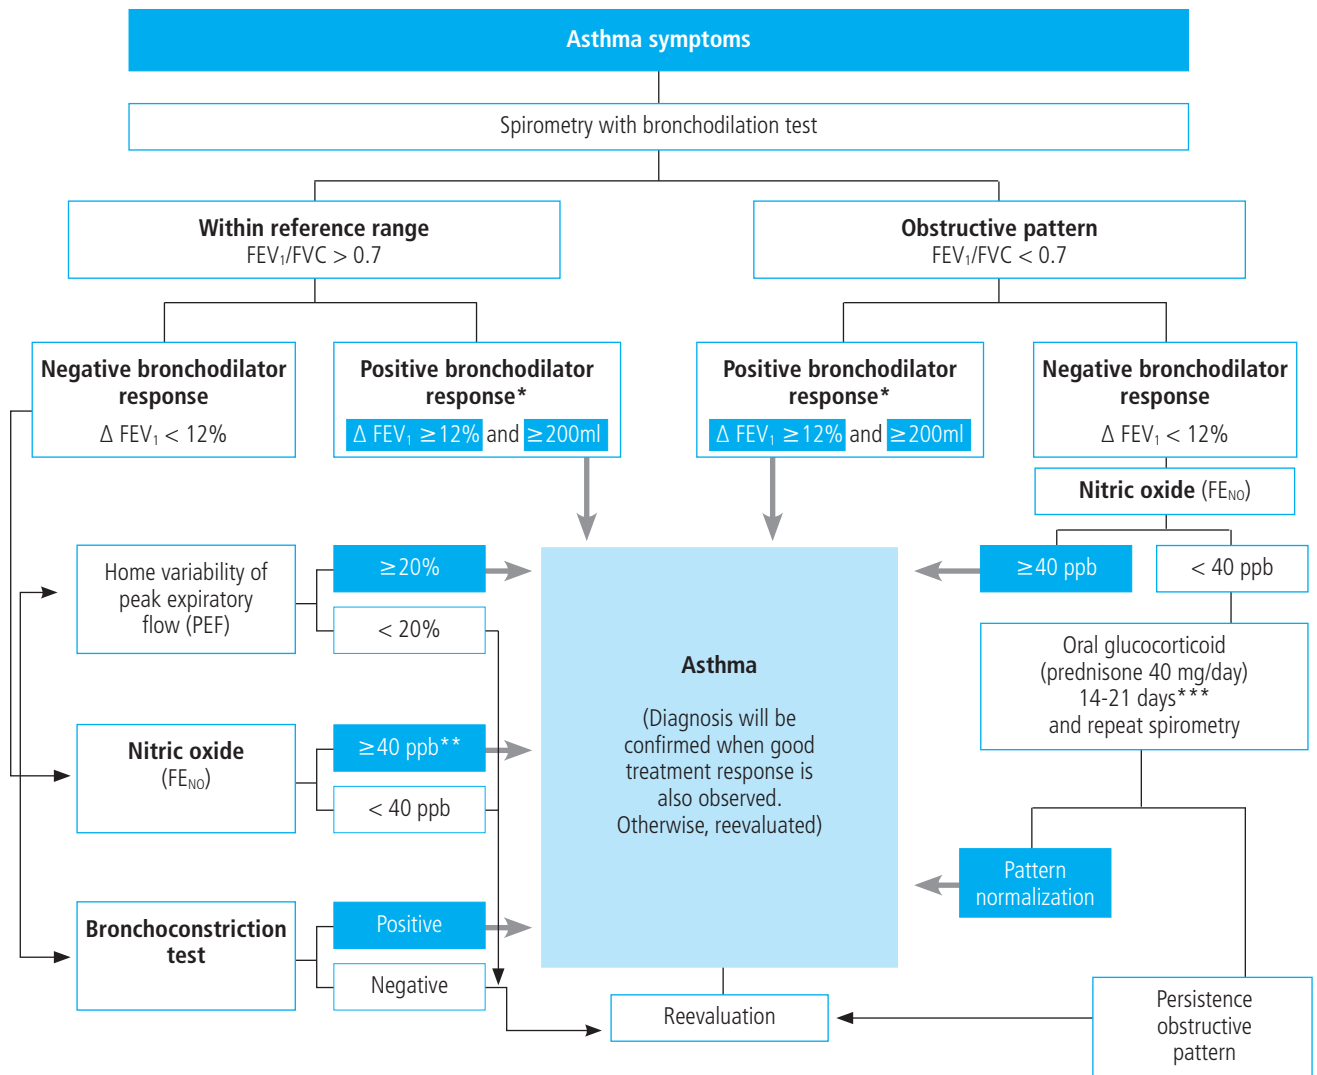 Asthma symptoms
Spirometry with bronchodilation test
Within reference range
FEV₁/FVC > 0.7
Obstructive pattern
FEV₁/FVC < 0.7
Negative bronchodilator
response
Δ FEV₁ < 12%
Positive bronchodilator
response*
Δ FEV₁ ≥12% and ≥200ml
Positive bronchodilator
response*
Δ FEV₁ ≥12% and ≥200ml
Negative bronchodilator
response
Δ FEV₁ < 12%
Nitric oxide (FE_NO)
≥40 ppb
< 40 ppb
Home variability of
peak expiratory
flow (PEF)
≥20%
< 20%
Nitric oxide
(FE_NO)
≥40 ppb**
< 40 ppb
Bronchoconstriction
test
Positive
Negative
Asthma
(Diagnosis will be
confirmed when good
treatment response is
also observed.
Otherwise, reevaluated)
Oral glucocorticoid
(prednisone 40 mg/day)
14-21 days***
and repeat spirometry
Pattern
normalization
Reevaluation
Persistence
obstructive
pattern